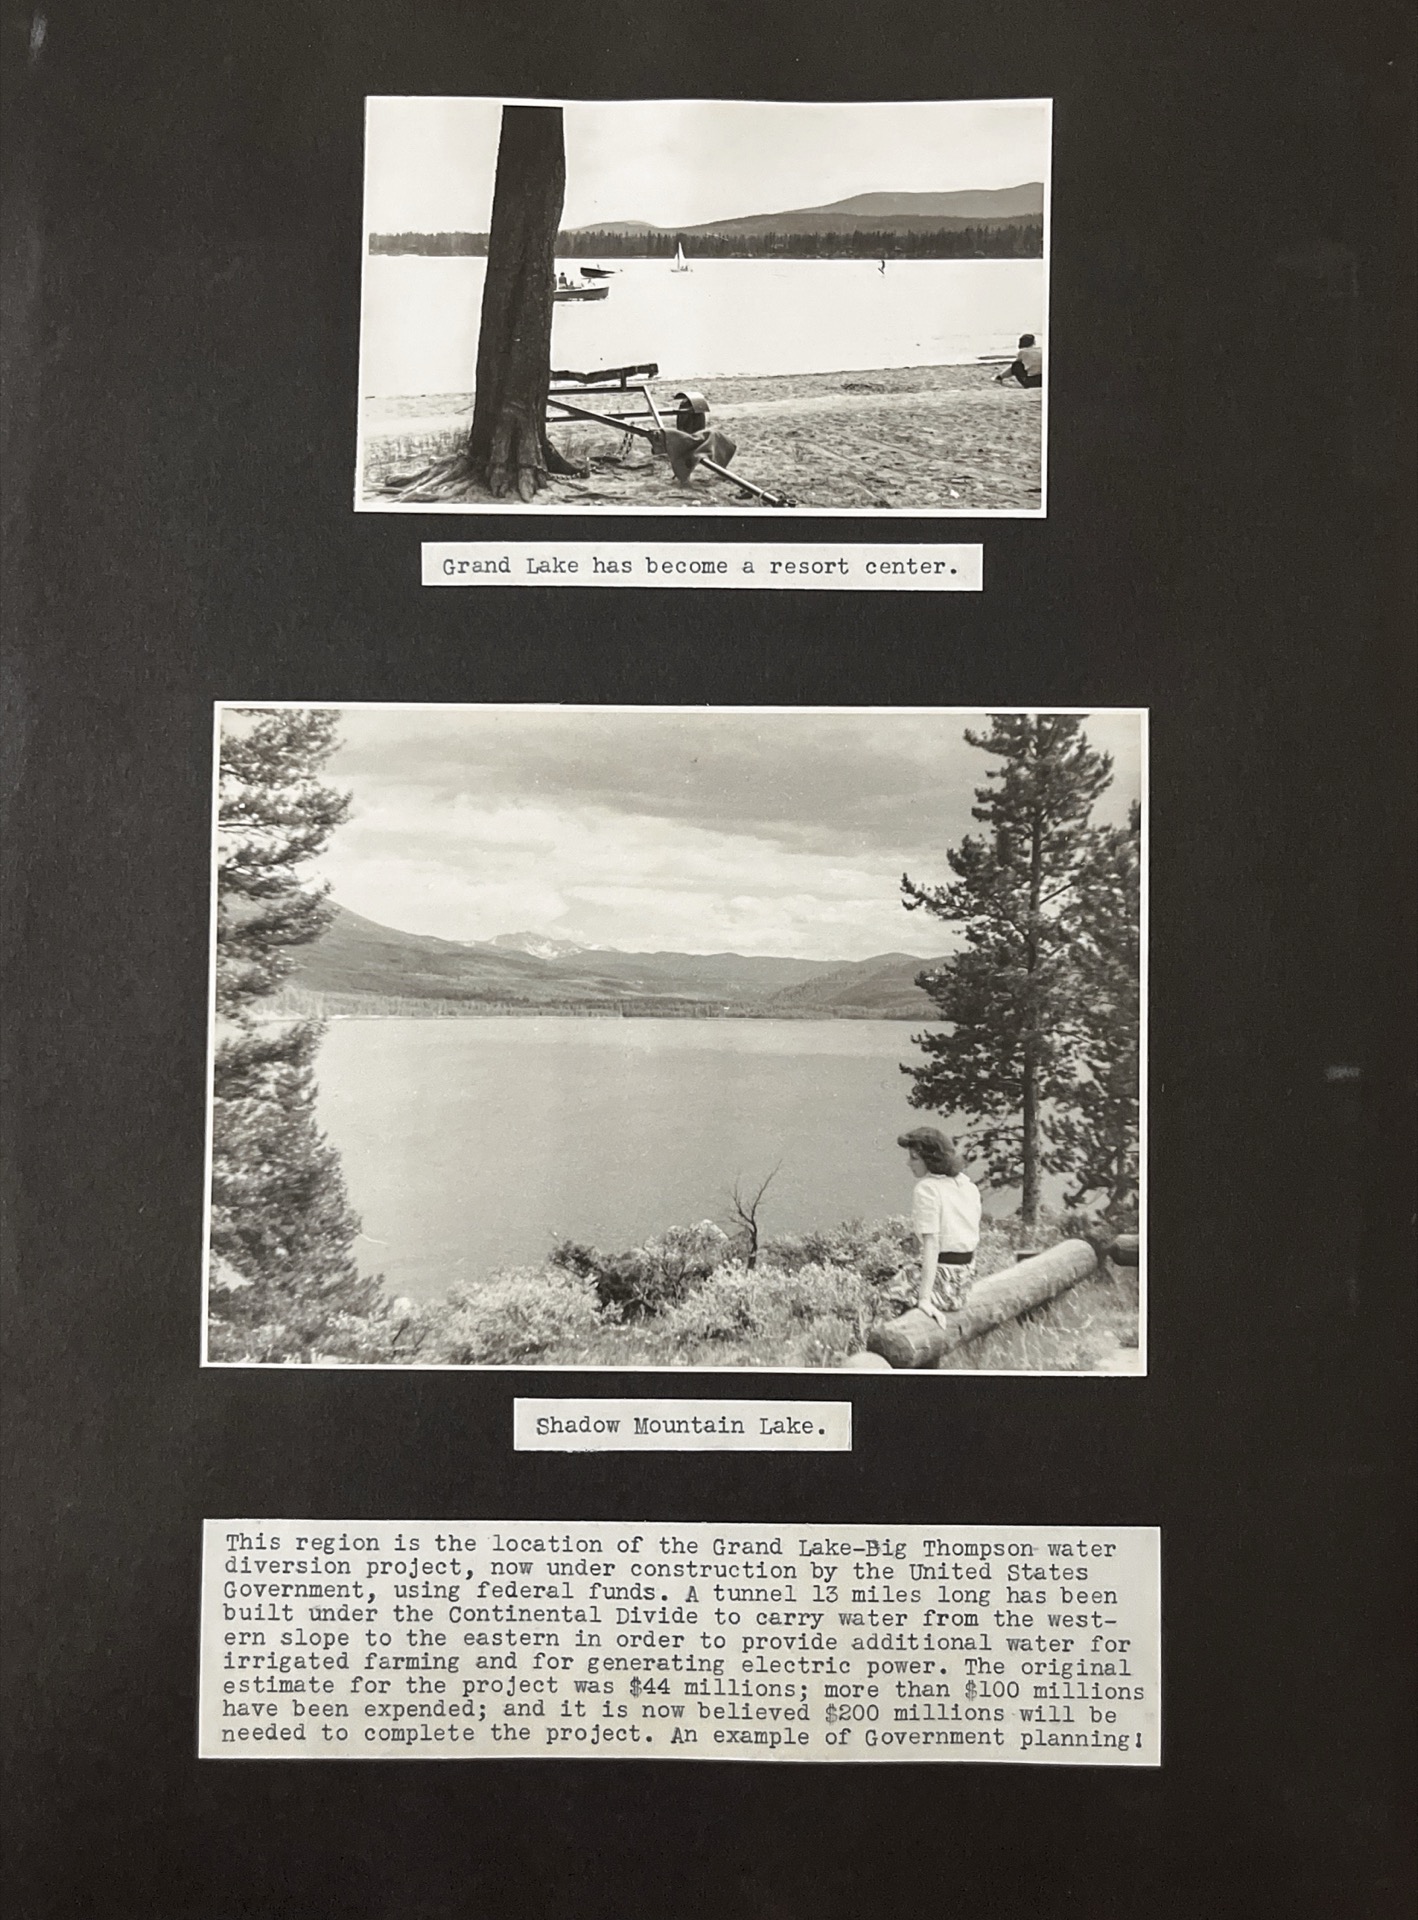 Grand Lake has become a resort center.
Shadow Mountain Lake.
This region is the location of the Grand Lake-Big Thompson water
diversion project, now under construction by the United States
Government, using federal funds. A tunnel 13 miles long has been
built under the Continental Divide to carry water from the west-
ern slope to the eastern in order to provide additional water for
irrigated farming and for generating electric power. The original
estimate for the project was $44 millions; more than $100 millions
have been expended; and it is now believed $200 millions will be
needed to complete the project. An example of Government planning!